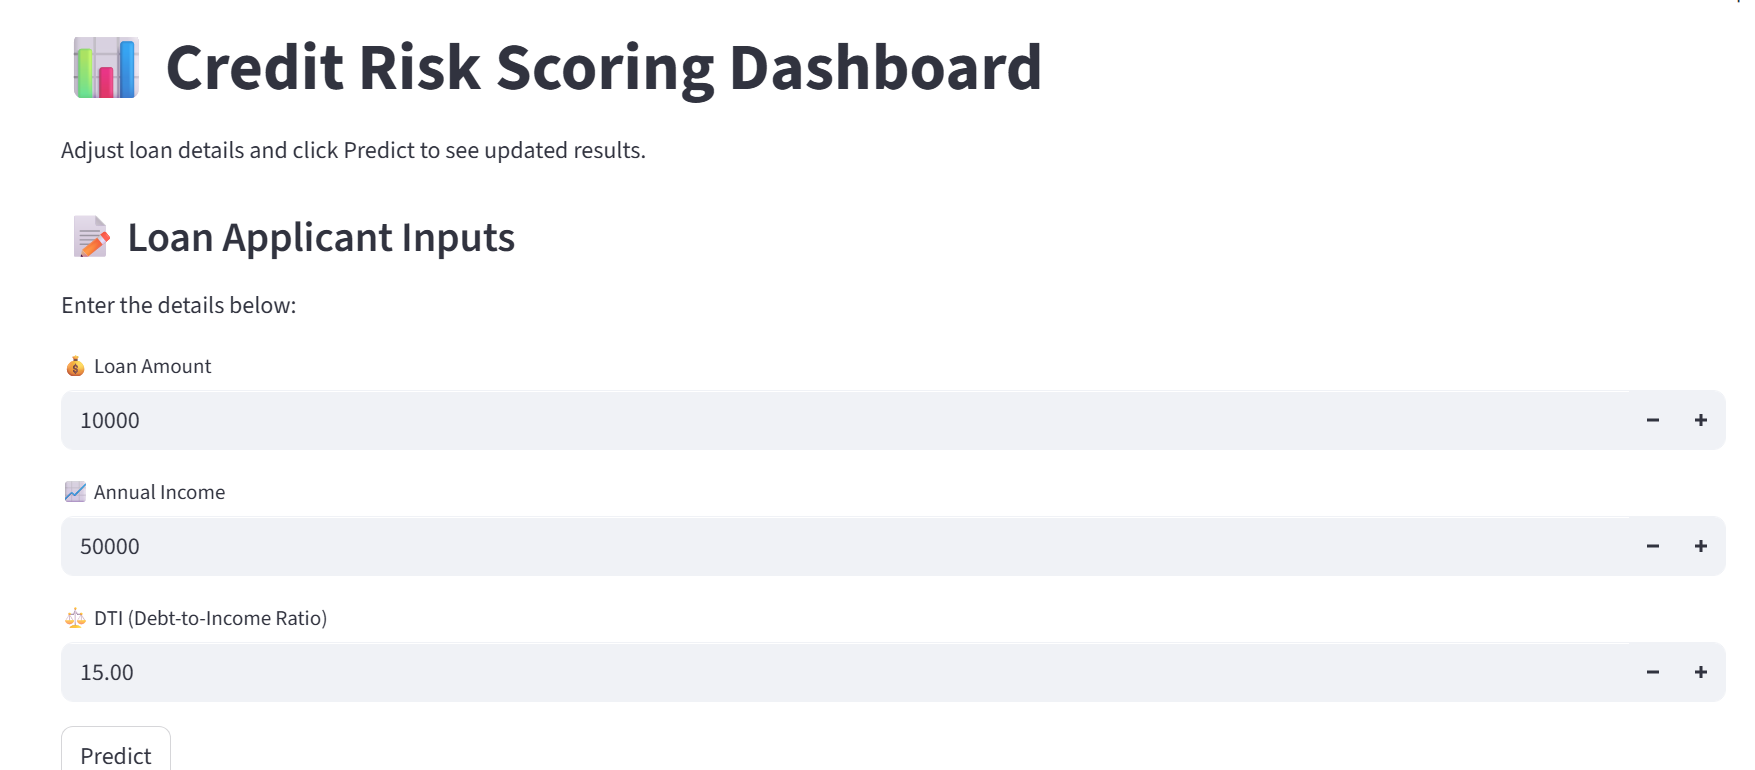 Credit Risk Scoring Dashboard
Adjust loan details and click Predict to see updated results.
Loan Applicant Inputs
Enter the details below:
Loan Amount
10000
Annual Income
50000
DTI (Debt-to-Income Ratio)
15.00
Predict